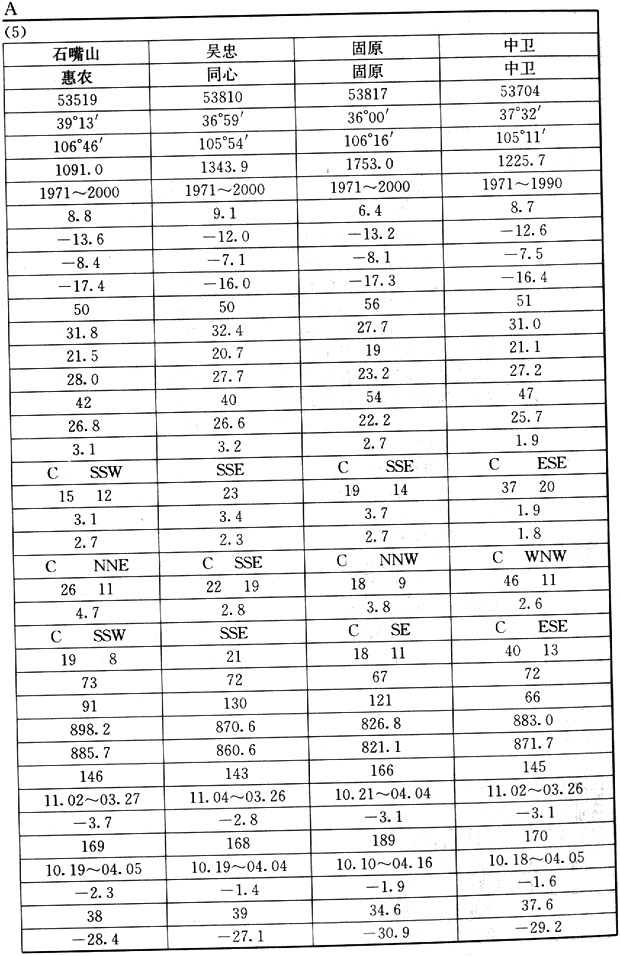 A
(5)
石嘴山 吴忠 固原 中卫
惠农 同心 固原 中卫
53519 53810 53817 53704
39°13′ 36°59′ 36°00′ 37°32′
106°46′ 105°54′ 106°16′ 105°11′
1091.0 1343.9 1753.0 1225.7
1971～2000 1971～2000 1971～2000 1971～1990
8.8 9.1 6.4 8.7
−13.6 −12.0 −13.2 −12.6
−8.4 −7.1 −8.1 −7.5
−17.4 −16.0 −17.3 −16.4
50 50 56 51
31.8 32.4 27.7 31.0
21.5 20.7 19 21.1
28.0 27.7 23.2 27.2
42 40 54 47
26.8 26.6 22.2 25.7
3.1 3.2 2.7 1.9
C SSW SSE C SSE C ESE
15 12 23 19 14 37 20
3.1 3.4 3.7 1.9
2.7 2.3 2.7 1.8
C NNE C SSE C NNW C WNW
26 11 22 19 18 9 46 11
4.7 2.8 3.8 2.6
C SSW SSE C SE C ESE
19 8 21 18 11 40 13
73 72 67 72
91 130 121 66
898.2 870.6 826.8 883.0
885.7 860.6 821.1 871.7
146 143 166 145
11.02～03.27 11.04～03.26 10.21～04.04 11.02～03.26
−3.7 −2.8 −3.1 −3.1
169 168 189 170
10.19～04.05 10.19～04.04 10.10～04.16 10.18～04.05
−2.3 −1.4 −1.9 −1.6
38 39 34.6 37.6
−28.4 −27.1 −30.9 −29.2